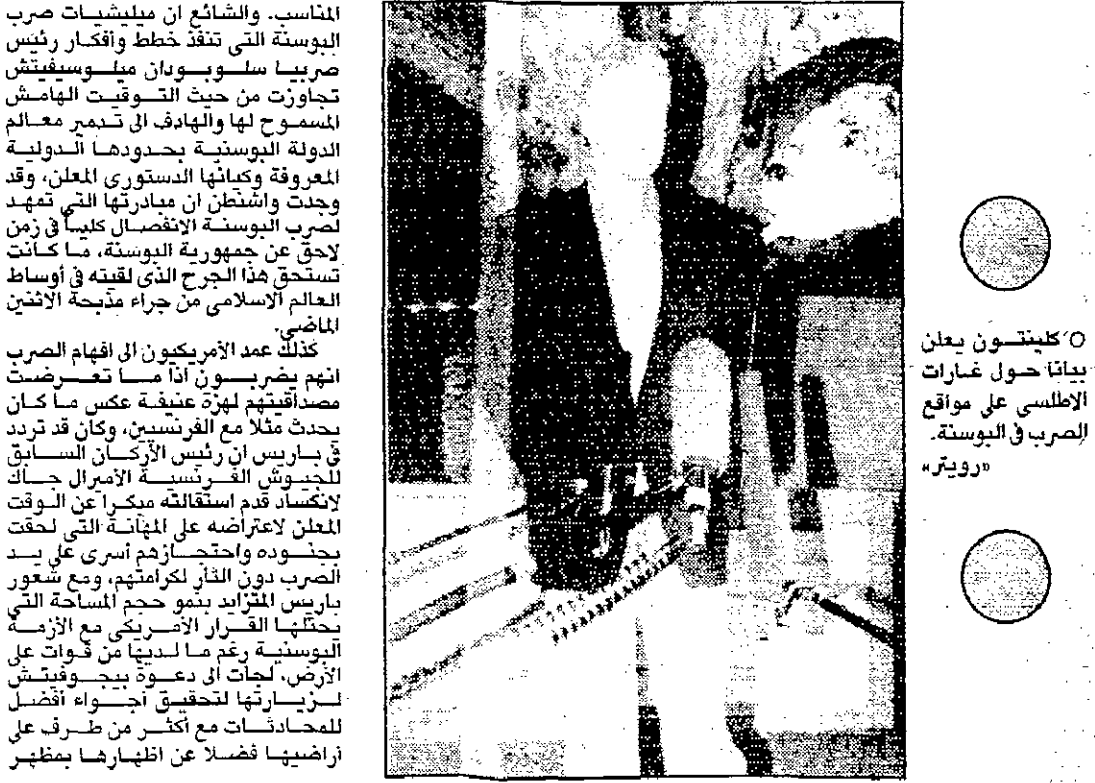 المناسب. والشائع ان ميليشيات صرب
البوسنة التي تنفذ خطط وأفكار رئيس
صربيا سلوبودان ميلوسيفيتش
تجاوزت من حيث التوقيت الهامش
المسموح لها والهادف الى تدمير معالم
الدولة البوسنية بحدودها الدولية
المعروفة وكيانها الدستوري المعلن، وقد
وجدت واشنطن ان مبادرتها التي تمهد
لصرب البوسنة الانفصال كلياً في زمن
لاحق عن جمهورية البوسنة، ما كانت
تستحق هذا الجرح الذي لقيته في أوساط
العالم الاسلامي من جراء مذبحة الاثنين
الماضي.
كذلك عمد الأمريكيون الى افهام الصرب
انهم يضربون اذا ما تعرضت
مصداقيتهم لهزة عنيفة عكس ما كان
يحدث مثلا مع الفرنسيين، وكان قد تردد
في باريس ان رئيس الأركان السابق
للجيوش الفرنسية الاميرال جاك
لانكساد قدم استقالته مبكرا عن الوقت
المعلن لاعتراضه على المهانة التي لحقت
بجنوده واحتجازهم أسرى على يد
الصرب دون الثأر لكرامتهم، ومع شعور
باريس المتزايد بنمو حجم المساحة التي
يحتلها القرار الأمريكي مع الأزمة
البوسنية رغم ما لديها من قوات على
الأرض، لجأت الى دعوة بيجوفيتش
لزيارتها لتحقيق أجواء أفضل
للمحادثات مع أكثر من طرف على
أراضيها فضلا عن اظهارها بمظهر
○ كلينتون يعلن
بيانا حول غارات
الاطلسي على مواقع
الصرب في البوسنة.
«رويتر»